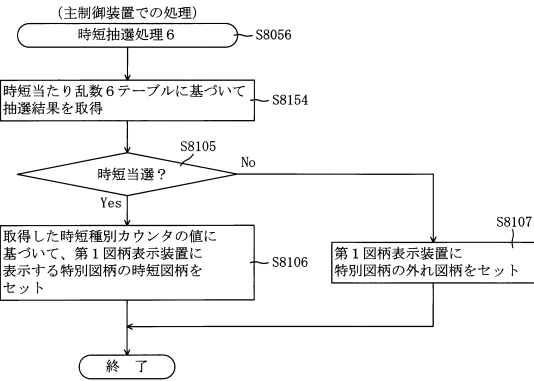 (主制御装置での処理)
時短抽選処理6
S8056
時短当たり乱数6テーブルに基づいて
抽選結果を取得
S8154
S8105
時短当選?
No
Yes
取得した時短種別カウンタの値に
基づいて、第1図柄表示装置に
表示する特別図柄の時短図柄を
セット
S8106
S8107
第1図柄表示装置に
特別図柄の外れ図柄をセット
終 了